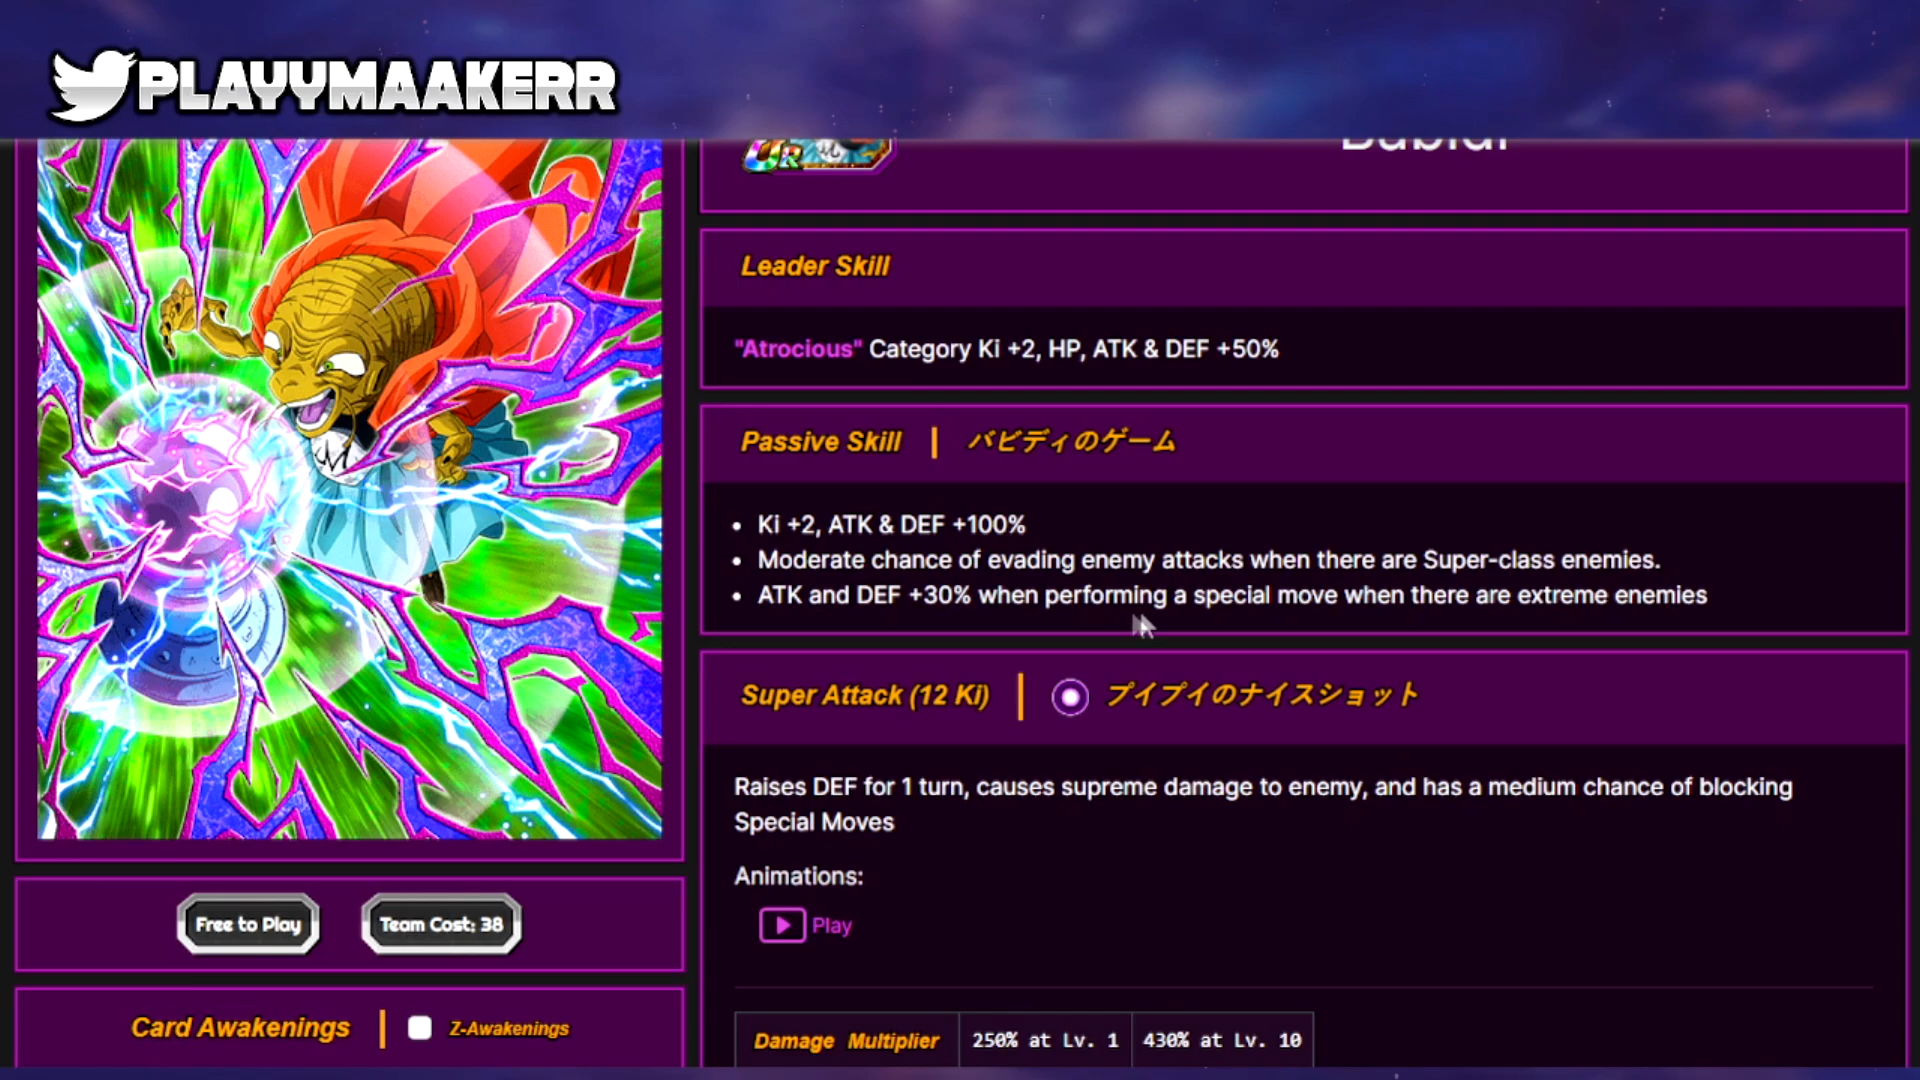 PLAYYMAAKERR
UR
Leader Skill
"Atrocious" Category Ki +2, HP, ATK & DEF +50%
Passive Skill | バビディのゲーム
Ki +2, ATK & DEF +100%
Moderate chance of evading enemy attacks when there are Super-class enemies.
ATK and DEF +30% when performing a special move when there are extreme enemies
Super Attack (12 Ki) | プイプイのナイスショット
Raises DEF for 1 turn, causes supreme damage to enemy, and has a medium chance of blocking
Special Moves
Animations:
Play
Damage Multiplier 250% at Lv. 1 430% at Lv. 10
M
Free to Play Team Cost: 38
Card Awakenings | Z-Awakenings